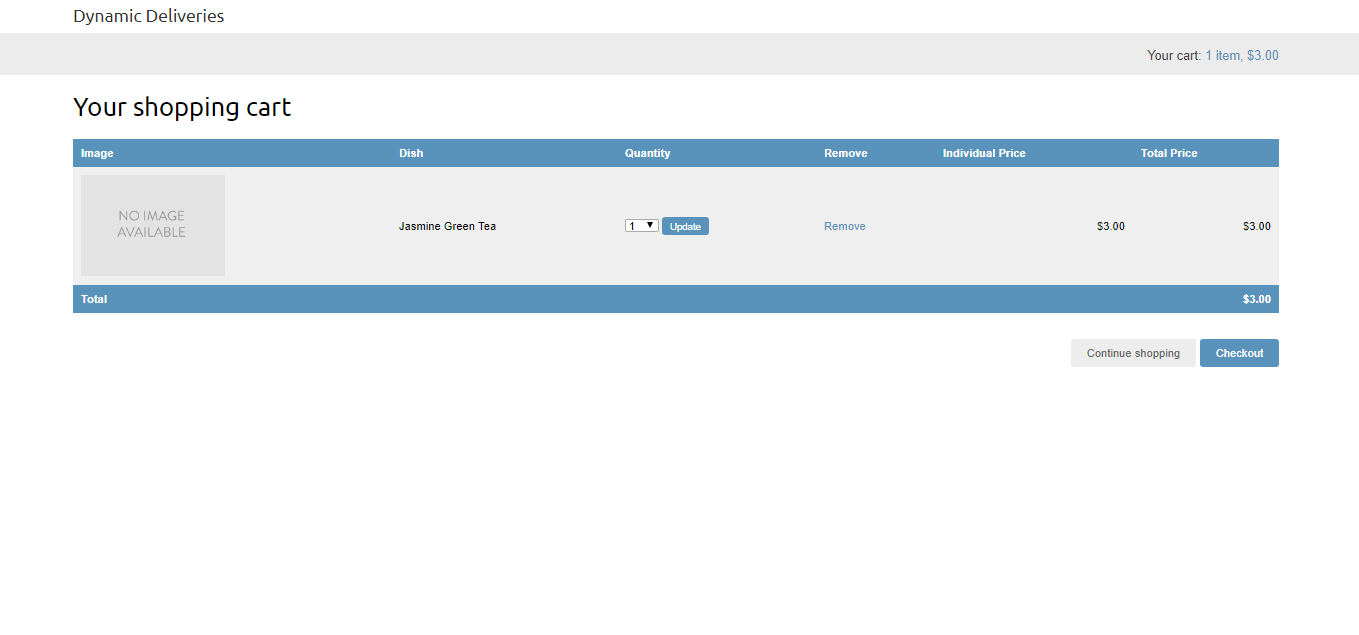 Dynamic Deliveries
Your cart: 1 item, $3.00
Your shopping cart
Image Dish Quantity Remove Individual Price Total Price
NO IMAGE
AVAILABLE
Jasmine Green Tea 1 Update Remove $3.00 $3.00
Total $3.00
Continue shopping Checkout